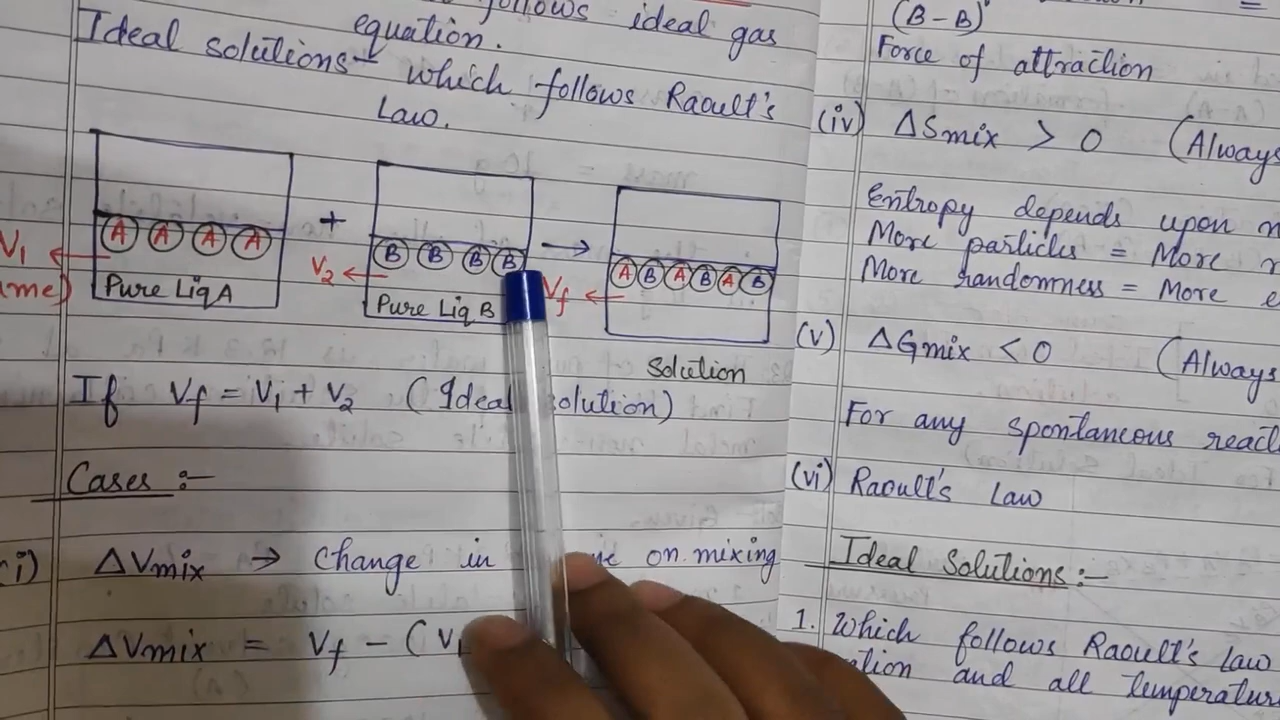 follows ideal gas
equation.
Ideal solutions → which follows Raoult's
Law.
A A A A + B B B B → A B A B A B
V₁ ← V₂ ← Vf ←
Pure Liq A Pure Liq B
Solution
If Vf = V₁ + V₂ (Ideal solution)
Cases :-
i) ΔVmix → Change in on mixing
ΔVmix = Vf - (V₁
(B-B)
Force of attraction
(iv) ΔSmix > 0 (Always
Entropy depends upon
More particles = More
More randomness = More
(v) ΔGmix < 0 (Always
For any spontaneous
(vi) Raoult's Law
Ideal Solutions :-
1. Which follows Raoult's Law
and all